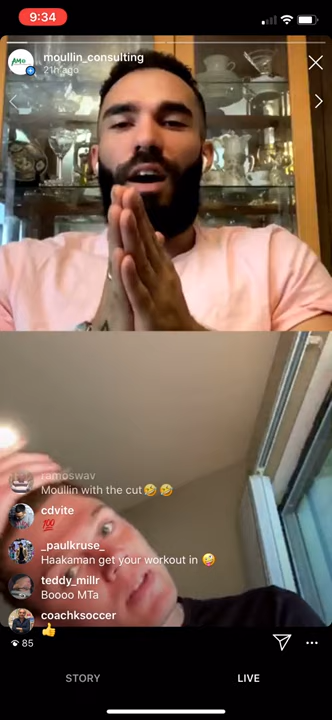 9:34
AMo
moullin_consulting
21h ago
ramoswav
Moullin with the cut🤣🤣
cdvite
💯
_paulkruse_
Haakaman get your workout in 🤪
teddy_millr
Boooo MTa
coachksoccer
👍
85
STORY
LIVE